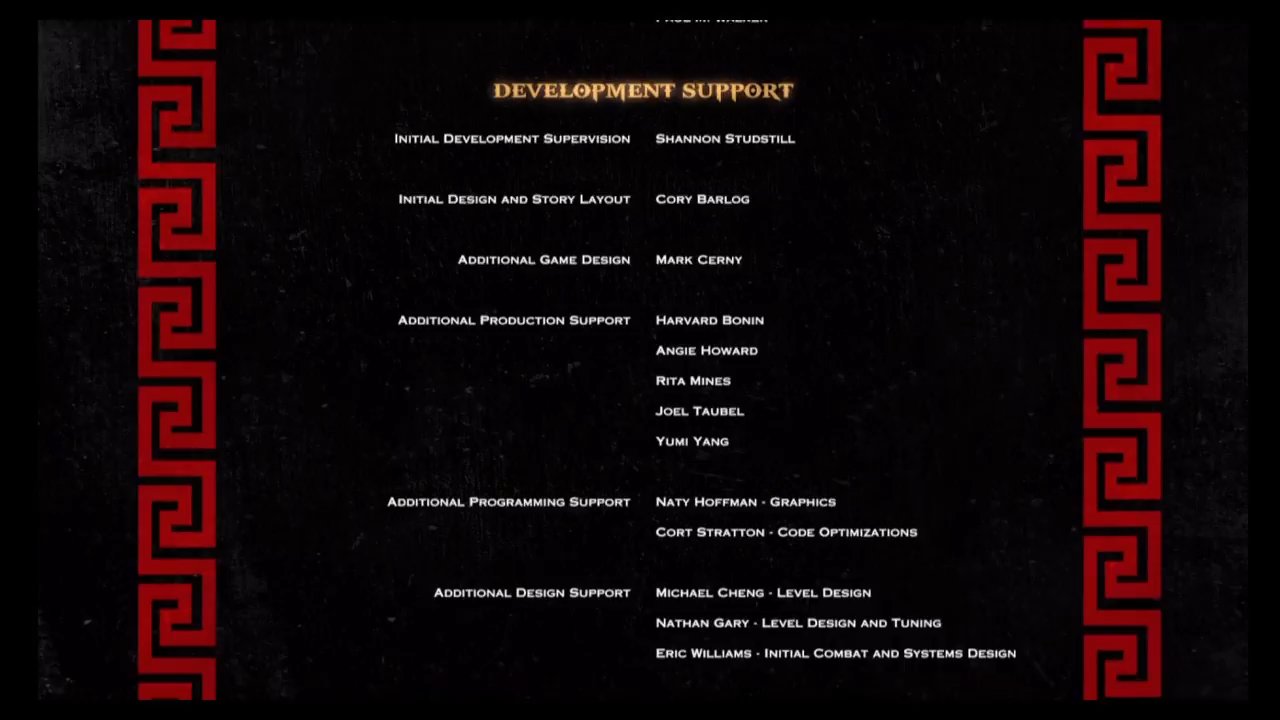 DEVELOPMENT SUPPORT
INITIAL DEVELOPMENT SUPERVISION SHANNON STUDSTILL
INITIAL DESIGN AND STORY LAYOUT CORY BARLOG
ADDITIONAL GAME DESIGN MARK CERNY
ADDITIONAL PRODUCTION SUPPORT HARVARD BONIN
ANGIE HOWARD
RITA MINES
JOEL TAUBEL
YUMI YANG
ADDITIONAL PROGRAMMING SUPPORT NATY HOFFMAN - GRAPHICS
CORT STRATTON - CODE OPTIMIZATIONS
ADDITIONAL DESIGN SUPPORT MICHAEL CHENG - LEVEL DESIGN
NATHAN GARY - LEVEL DESIGN AND TUNING
ERIC WILLIAMS - INITIAL COMBAT AND SYSTEMS DESIGN